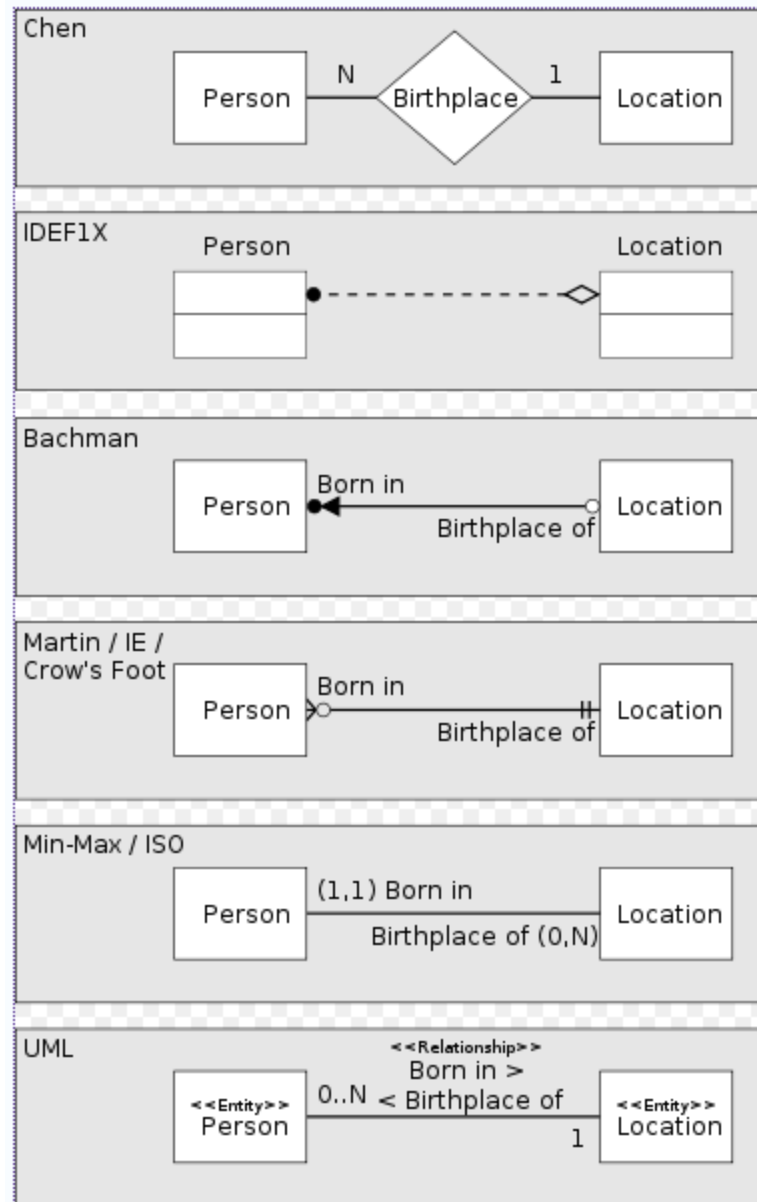 Chen
Person
N
Birthplace
1
Location
IDEF1X
Person
Location
Bachman
Person
Born in
Birthplace of
Location
Martin / IE /
Crow's Foot
Person
Born in
Birthplace of
Location
Min-Max / ISO
Person
(1,1) Born in
Birthplace of (0,N)
Location
UML
<<Entity>>
Person
0..N
<<Relationship>>
Born in >
< Birthplace of
1
<<Entity>>
Location